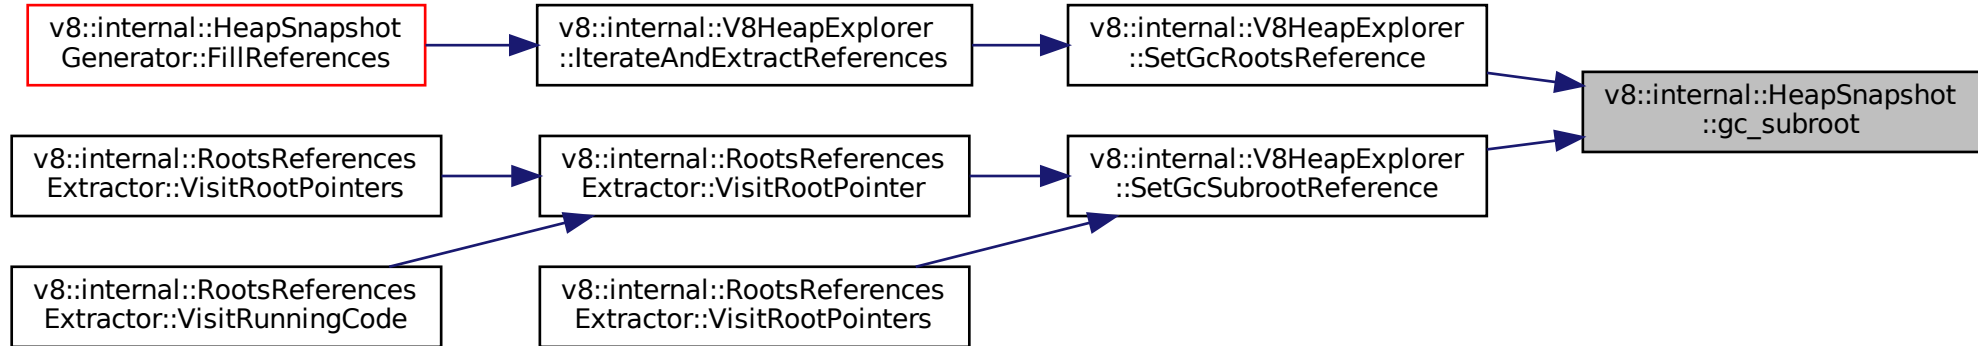 v8::internal::HeapSnapshot
Generator::FillReferences
v8::internal::V8HeapExplorer
::IterateAndExtractReferences
v8::internal::V8HeapExplorer
::SetGcRootsReference
v8::internal::HeapSnapshot
::gc_subroot
v8::internal::RootsReferences
Extractor::VisitRootPointers
v8::internal::RootsReferences
Extractor::VisitRootPointer
v8::internal::V8HeapExplorer
::SetGcSubrootReference
v8::internal::RootsReferences
Extractor::VisitRunningCode
v8::internal::RootsReferences
Extractor::VisitRootPointers